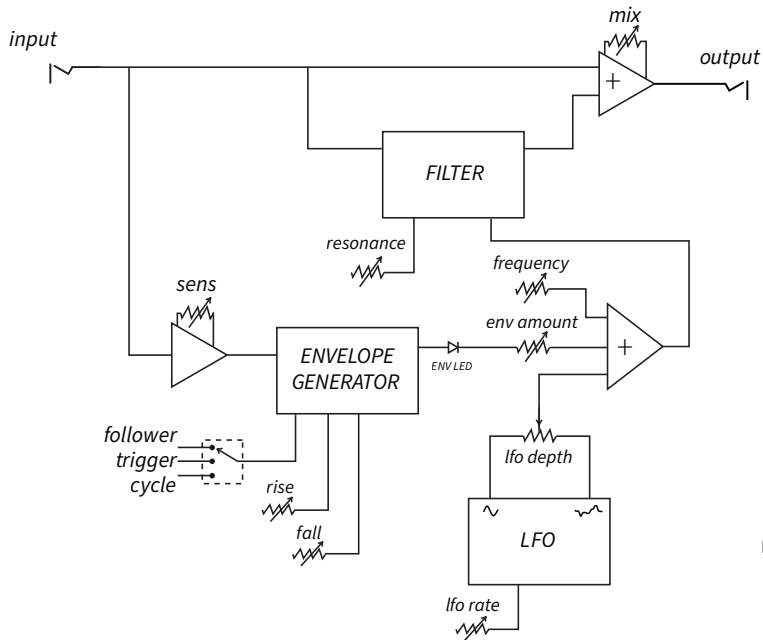 mix
input
output
+
FILTER
resonance
frequency
sens
env amount
+
ENVELOPE
GENERATOR
ENV LED
follower
trigger
cycle
lfo depth
rise
fall
LFO
lfo rate